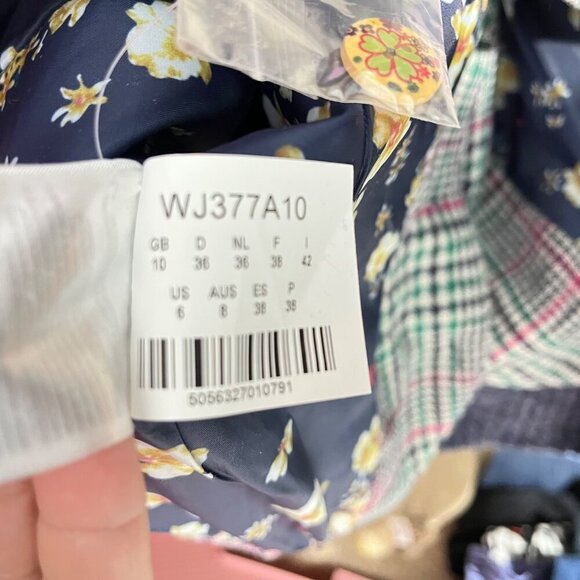 WJ377A10
GB D NL F I
10 36 36 38 42
US AUS ES P
6 8 38 38
5056327010791